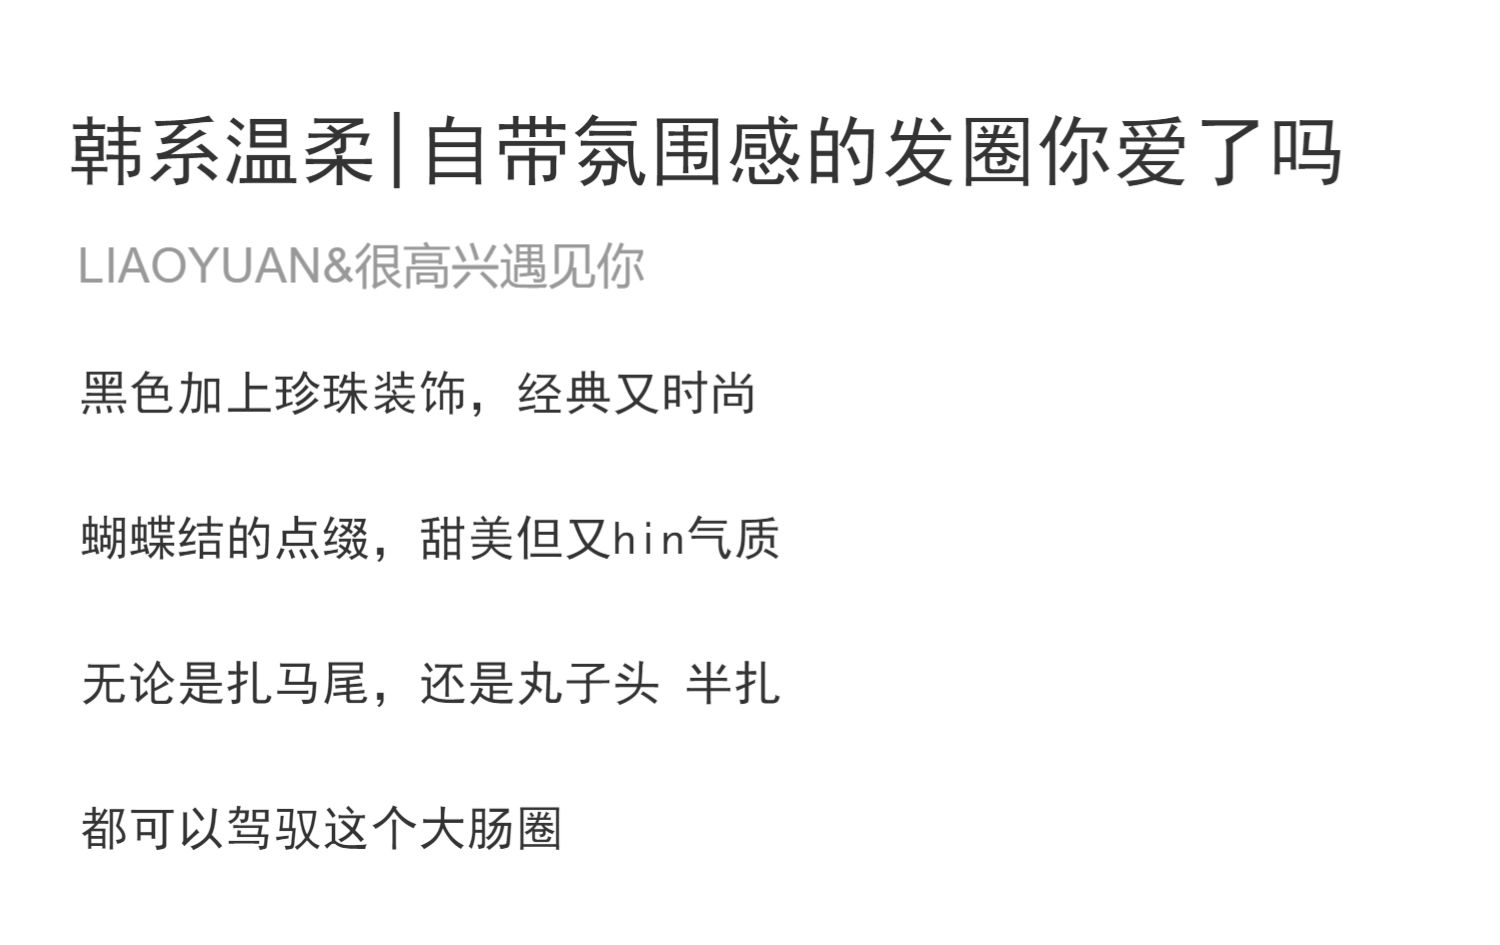 韩系温柔|自带氛围感的发圈你爱了吗
LIAOYUAN&很高兴遇见你
黑色加上珍珠装饰，经典又时尚
蝴蝶结的点缀，甜美但又hin气质
无论是扎马尾，还是丸子头 半扎
都可以驾驭这个大肠圈